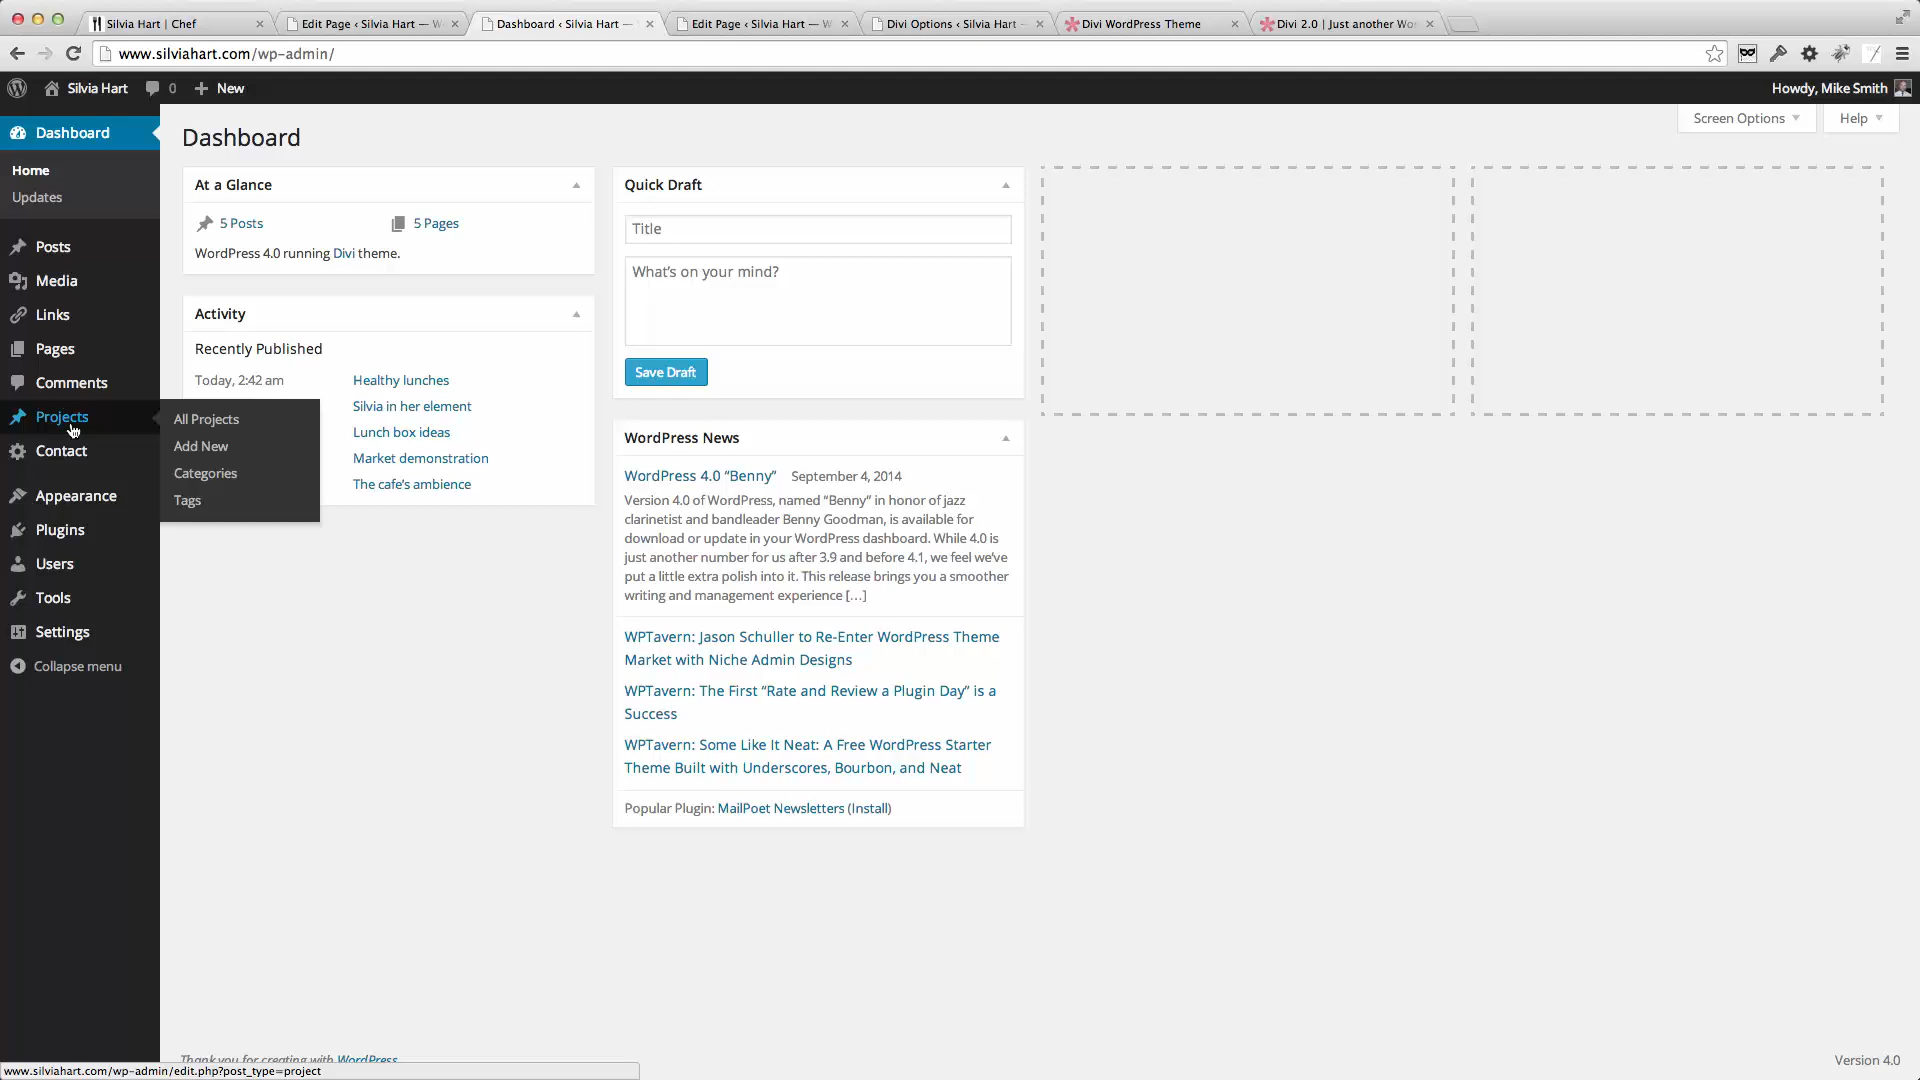 Silvia Hart | Chef
Edit Page ‹ Silvia Hart — W
Dashboard ‹ Silvia Hart —
Edit Page ‹ Silvia Hart — W
Divi Options ‹ Silvia Hart —
Divi WordPress Theme
Divi 2.0 | Just another Wo
www.silviahart.com/wp-admin/
Silvia Hart
0
New
Howdy, Mike Smith
Dashboard
Home
Updates
Posts
Media
Links
Pages
Comments
Projects
Contact
Appearance
Plugins
Users
Tools
Settings
Collapse menu
All Projects
Add New
Categories
Tags
Dashboard
Screen Options
Help
At a Glance
5 Posts
5 Pages
WordPress 4.0 running Divi theme.
Activity
Recently Published
Today, 2:42 am
Healthy lunches
Silvia in her element
Lunch box ideas
Market demonstration
The cafe's ambience
Quick Draft
Title
What's on your mind?
Save Draft
WordPress News
WordPress 4.0 “Benny” September 4, 2014
Version 4.0 of WordPress, named “Benny” in honor of jazz
clarinetist and bandleader Benny Goodman, is available for
download or update in your WordPress dashboard. While 4.0 is
just another number for us after 3.9 and before 4.1, we feel we've
put a little extra polish into it. This release brings you a smoother
writing and management experience […]
WPTavern: Jason Schuller to Re-Enter WordPress Theme
Market with Niche Admin Designs
WPTavern: The First “Rate and Review a Plugin Day” is a
Success
WPTavern: Some Like It Neat: A Free WordPress Starter
Theme Built with Underscores, Bourbon, and Neat
Popular Plugin: MailPoet Newsletters (Install)
Thank you for creating with WordPress
Version 4.0
www.silviahart.com/wp-admin/edit.php?post_type=project